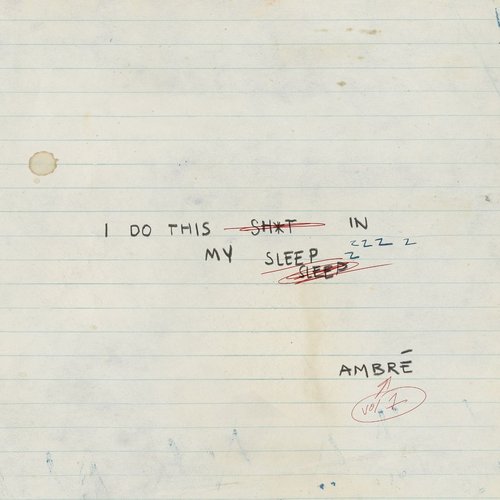 I DO THIS SH*T IN
MY SLEEP zzzz z
SLEEP
AMBRÉ
vol 1.